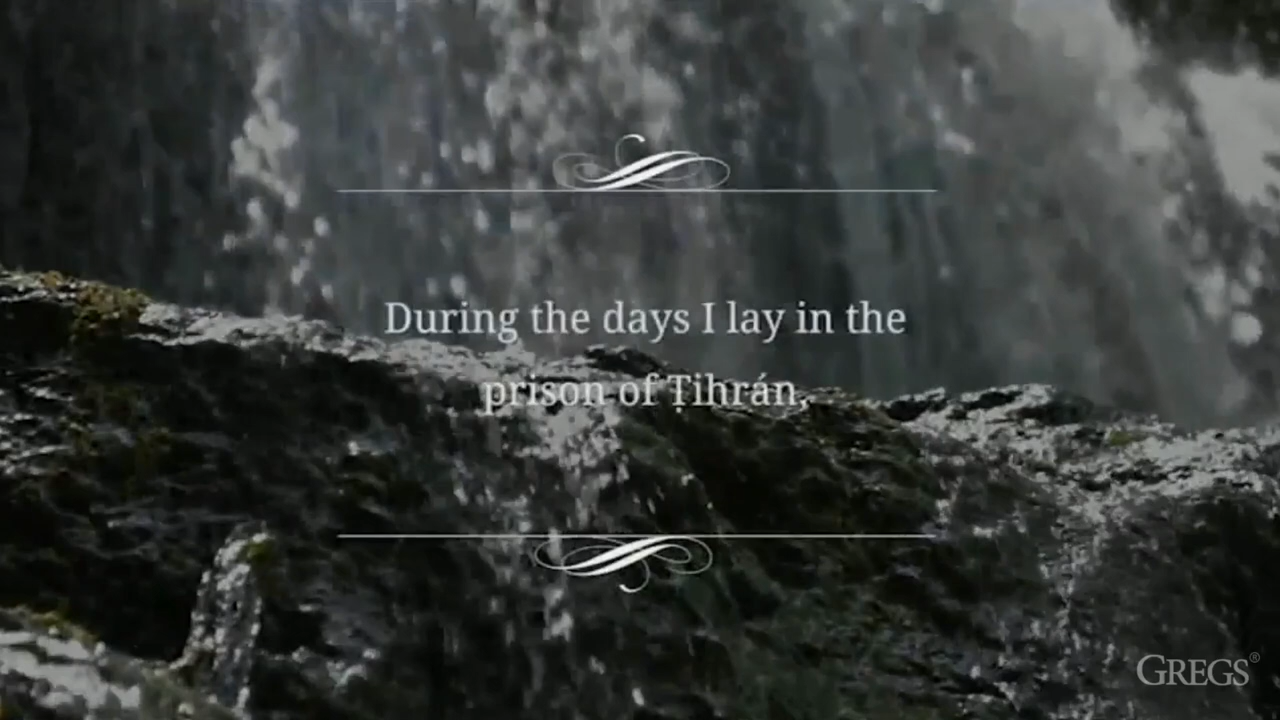 During the days I lay in the
prison of Ṭihrán,
GREGS®